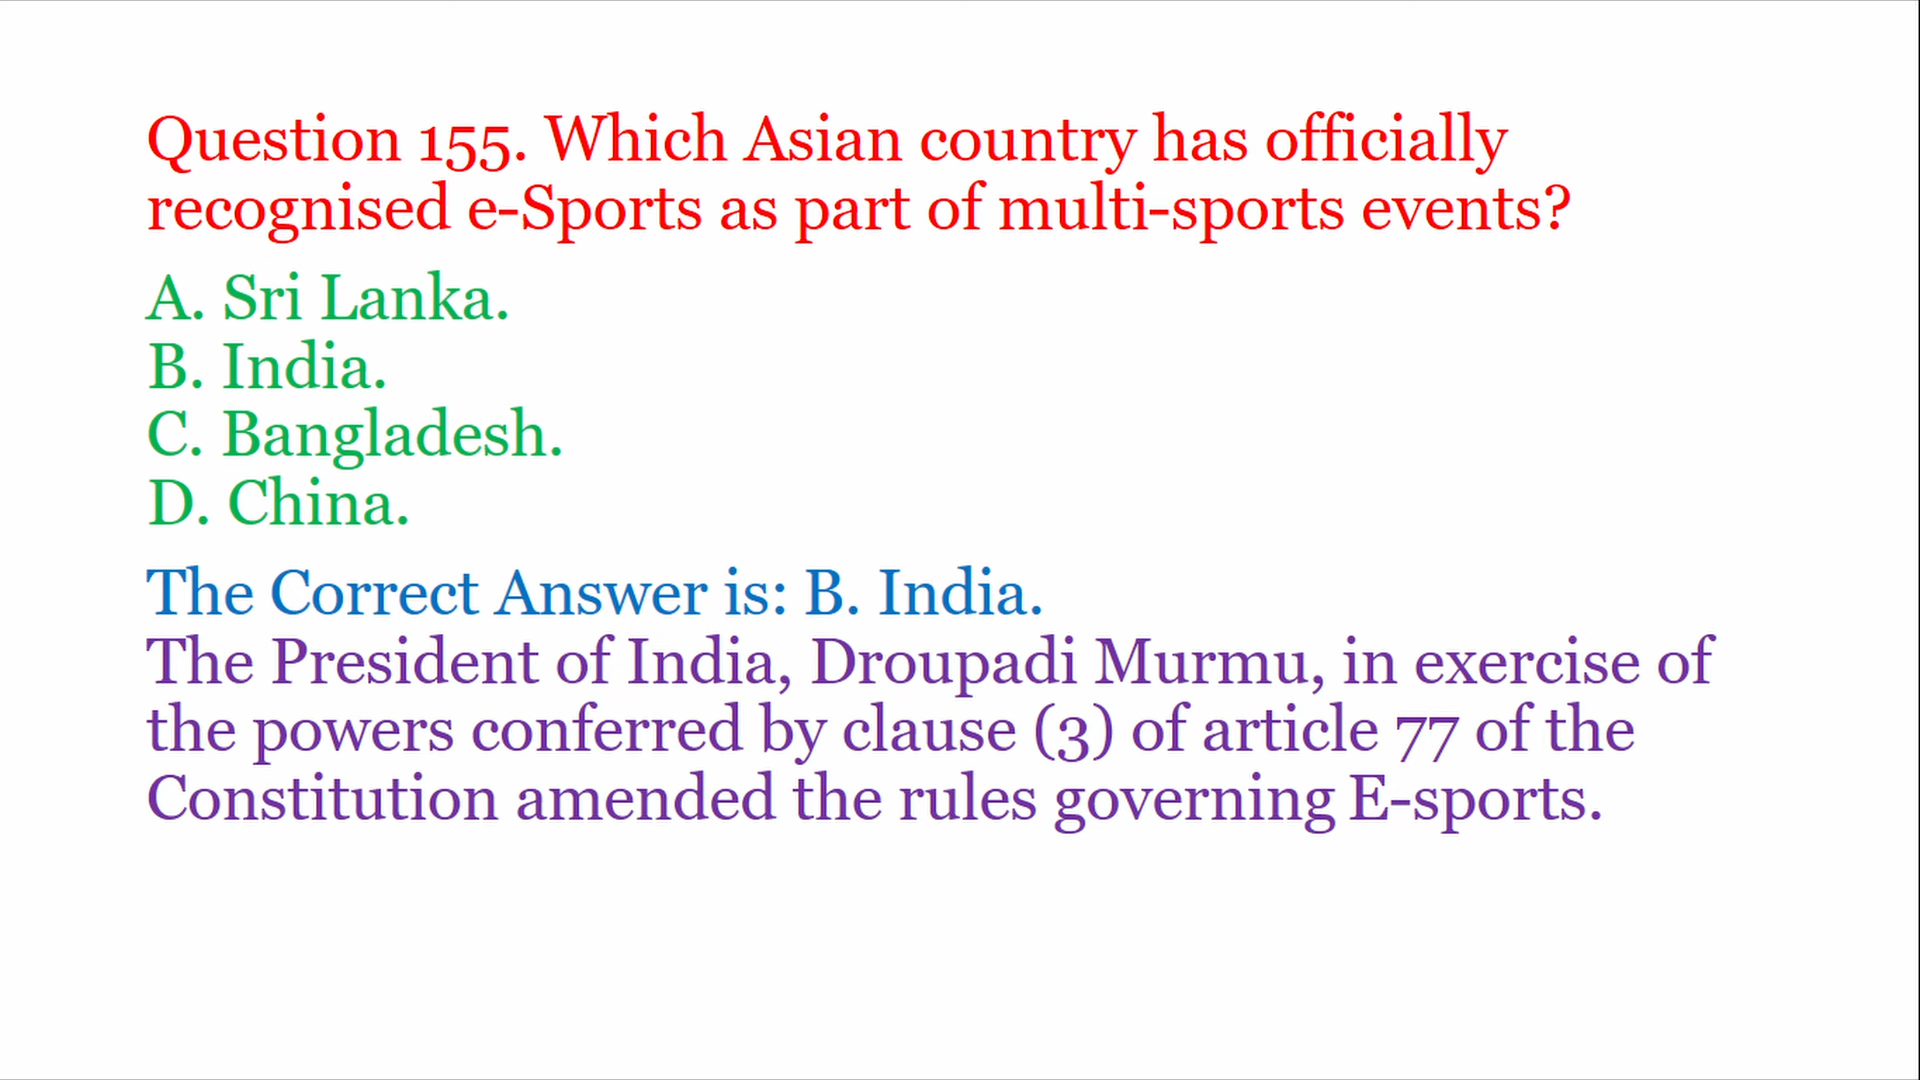 Question 155. Which Asian country has officially
recognised e-Sports as part of multi-sports events?
A. Sri Lanka.
B. India.
C. Bangladesh.
D. China.
The Correct Answer is: B. India.
The President of India, Droupadi Murmu, in exercise of
the powers conferred by clause (3) of article 77 of the
Constitution amended the rules governing E-sports.